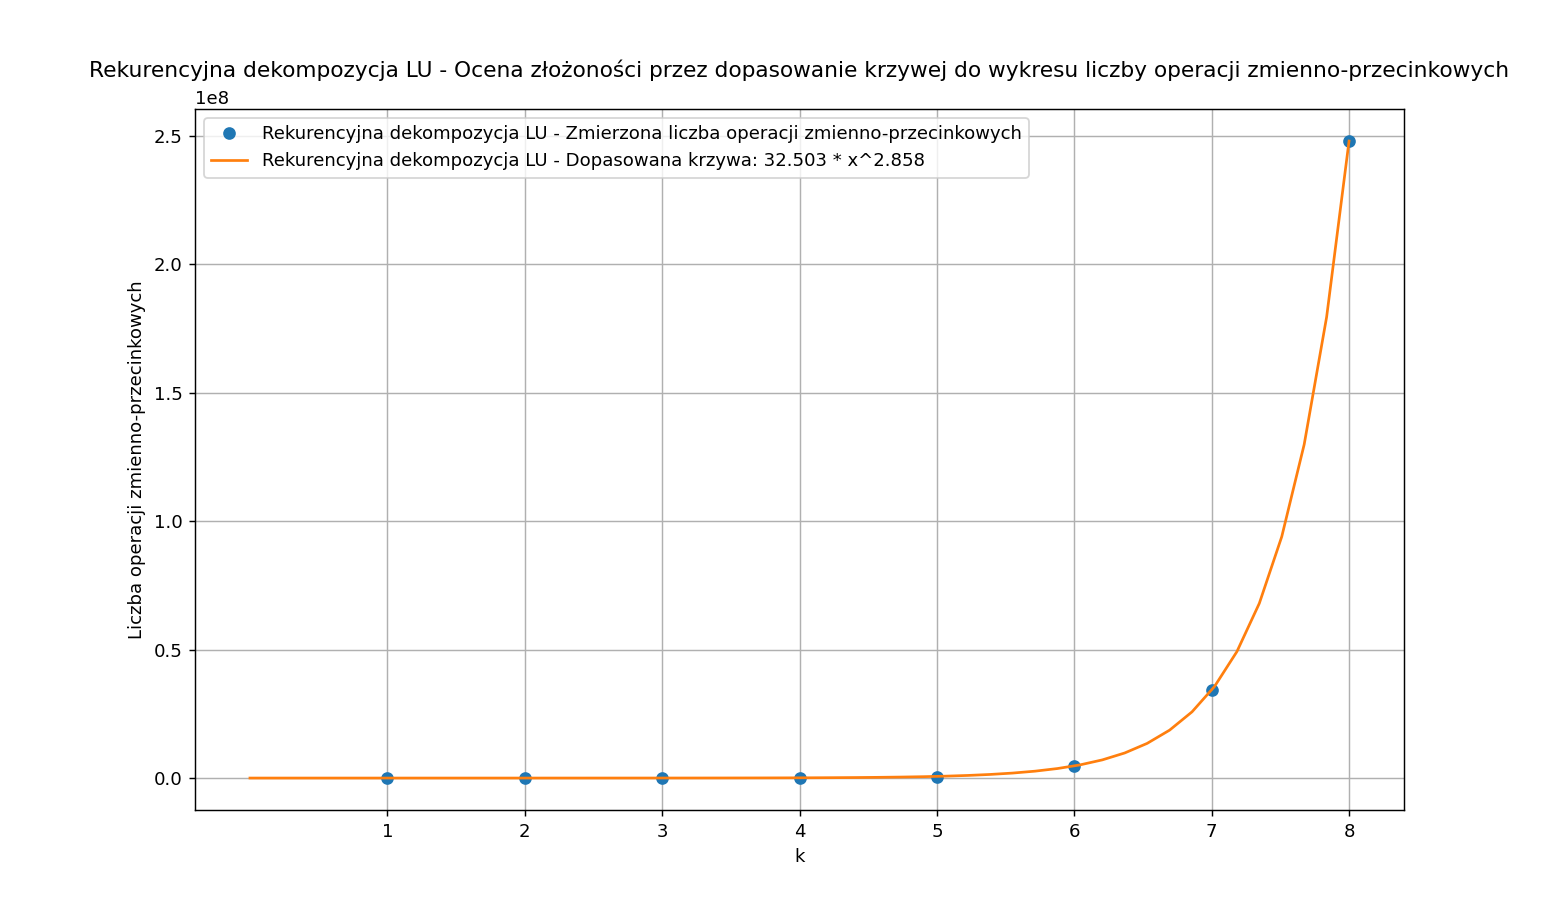 Rekurencyjna dekompozycja LU - Ocena złożoności przez dopasowanie krzywej do wykresu liczby operacji zmienno-przecinkowych
1e8
Rekurencyjna dekompozycja LU - Zmierzona liczba operacji zmienno-przecinkowych
Rekurencyjna dekompozycja LU - Dopasowana krzywa: 32.503 * x^2.858
Liczba operacji zmienno-przecinkowych
2.5
2.0
1.5
1.0
0.5
0.0
1 2 3 4 5 6 7 8
k